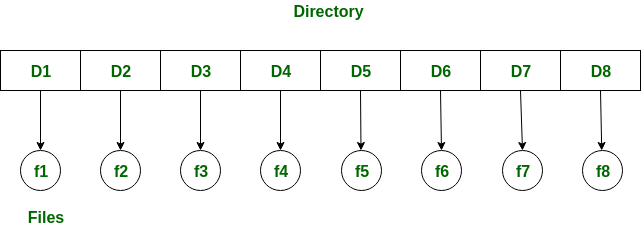 Directory
D1 D2 D3 D4 D5 D6 D7 D8
f1 f2 f3 f4 f5 f6 f7 f8
Files